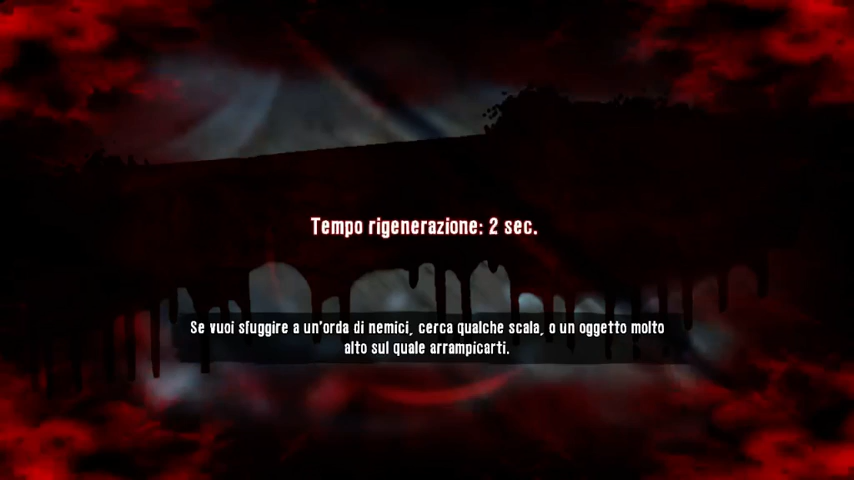 Tempo rigenerazione: 2 sec.
Se vuoi sfuggire a un'orda di nemici, cerca qualche scala, o un oggetto molto
alto sul quale arrampicarti.